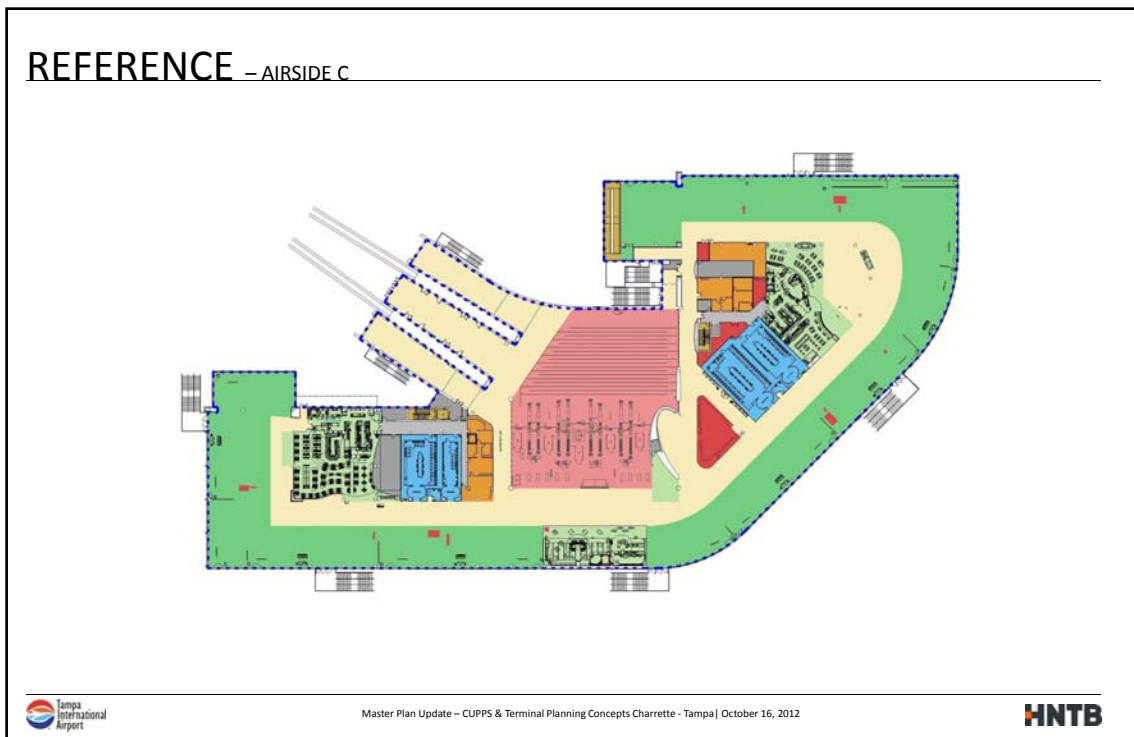 REFERENCE – AIRSIDE C
Tampa
International
Airport
Master Plan Update – CUPPS & Terminal Planning Concepts Charrette - Tampa| October 16, 2012
HNTB